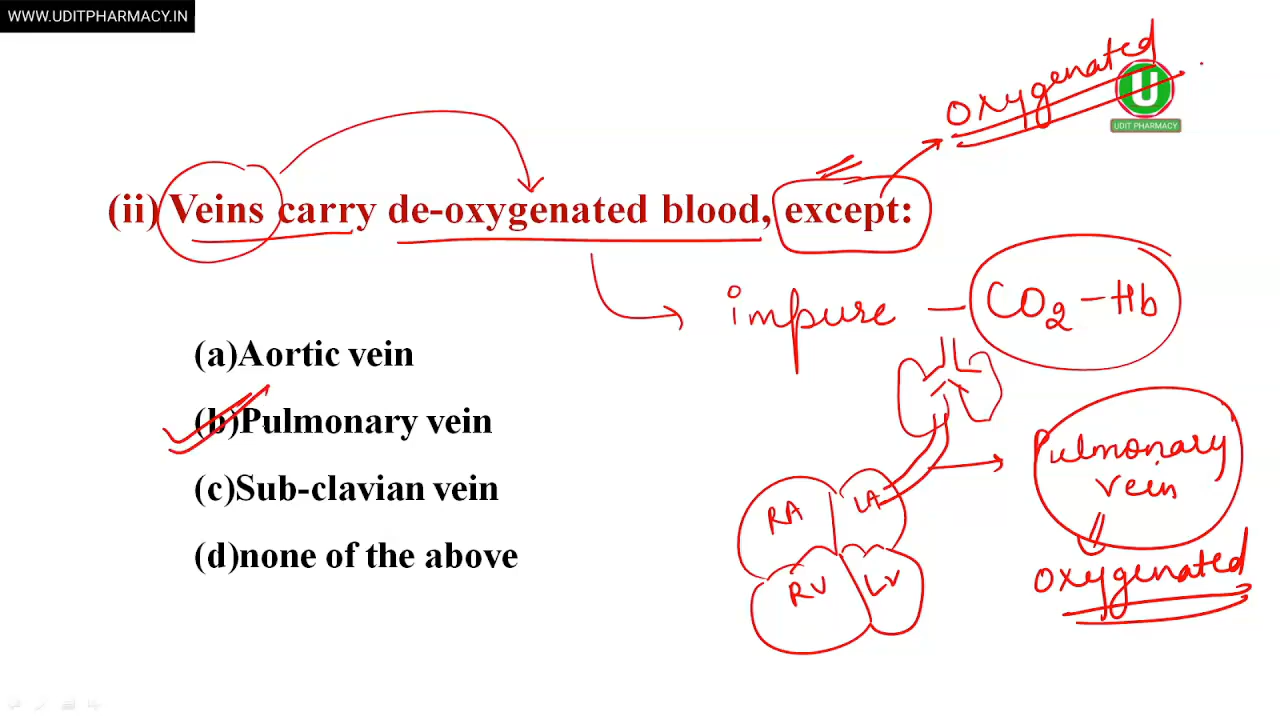 WWW.UDITPHARMACY.IN
oxygenated
U
UDIT PHARMACY
(ii) Veins carry de-oxygenated blood, except:
impure — CO2 - Hb
(a)Aortic vein
(b)Pulmonary vein
(c)Sub-clavian vein
(d)none of the above
Pulmonary
vein
oxygenated
RA LA
RV LV